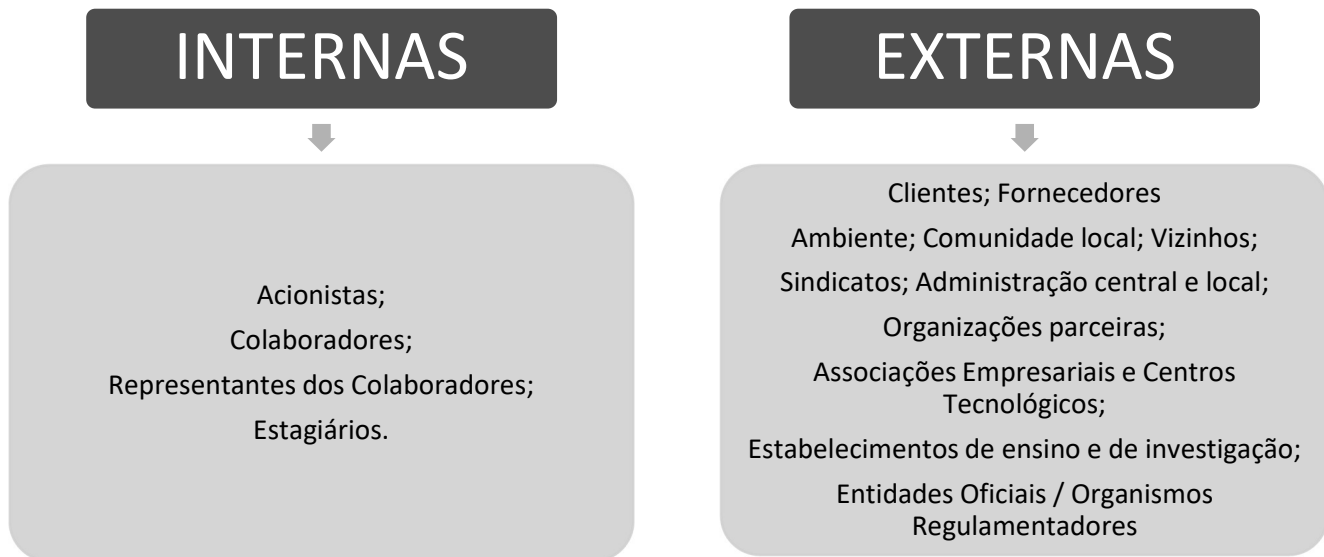 INTERNAS
Acionistas;
Colaboradores;
Representantes dos Colaboradores;
Estagiários.
EXTERNAS
Clientes; Fornecedores
Ambiente; Comunidade local; Vizinhos;
Sindicatos; Administração central e local;
Organizações parceiras;
Associações Empresariais e Centros
Tecnológicos;
Estabelecimentos de ensino e de investigação;
Entidades Oficiais / Organismos
Regulamentadores